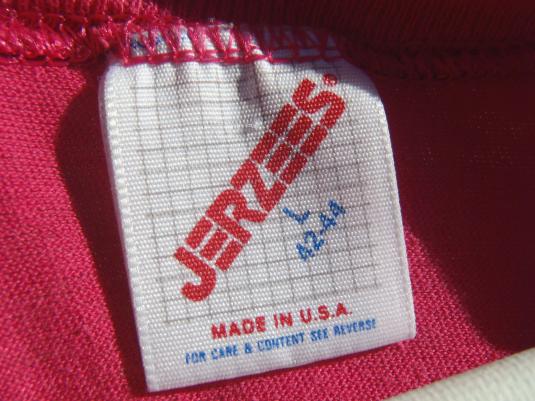 JERZEES®
L
42-44
MADE IN U.S.A.
FOR CARE & CONTENT SEE REVERSE